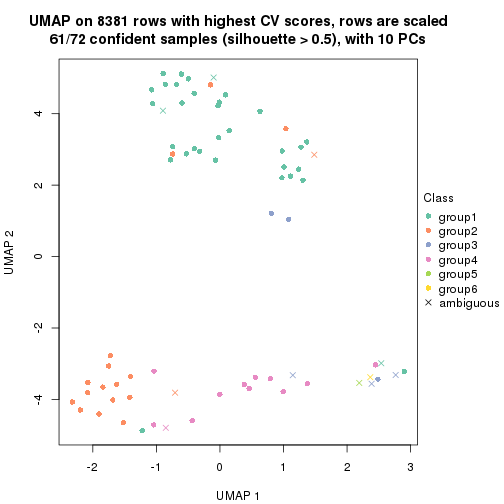 UMAP on 8381 rows with highest CV scores, rows are scaled
61/72 confident samples (silhouette > 0.5), with 10 PCs
4
2
0
-2
-4
UMAP 2
-2
-1
0
1
2
3
UMAP 1
Class
group1
group2
group3
group4
group5
group6
ambiguous